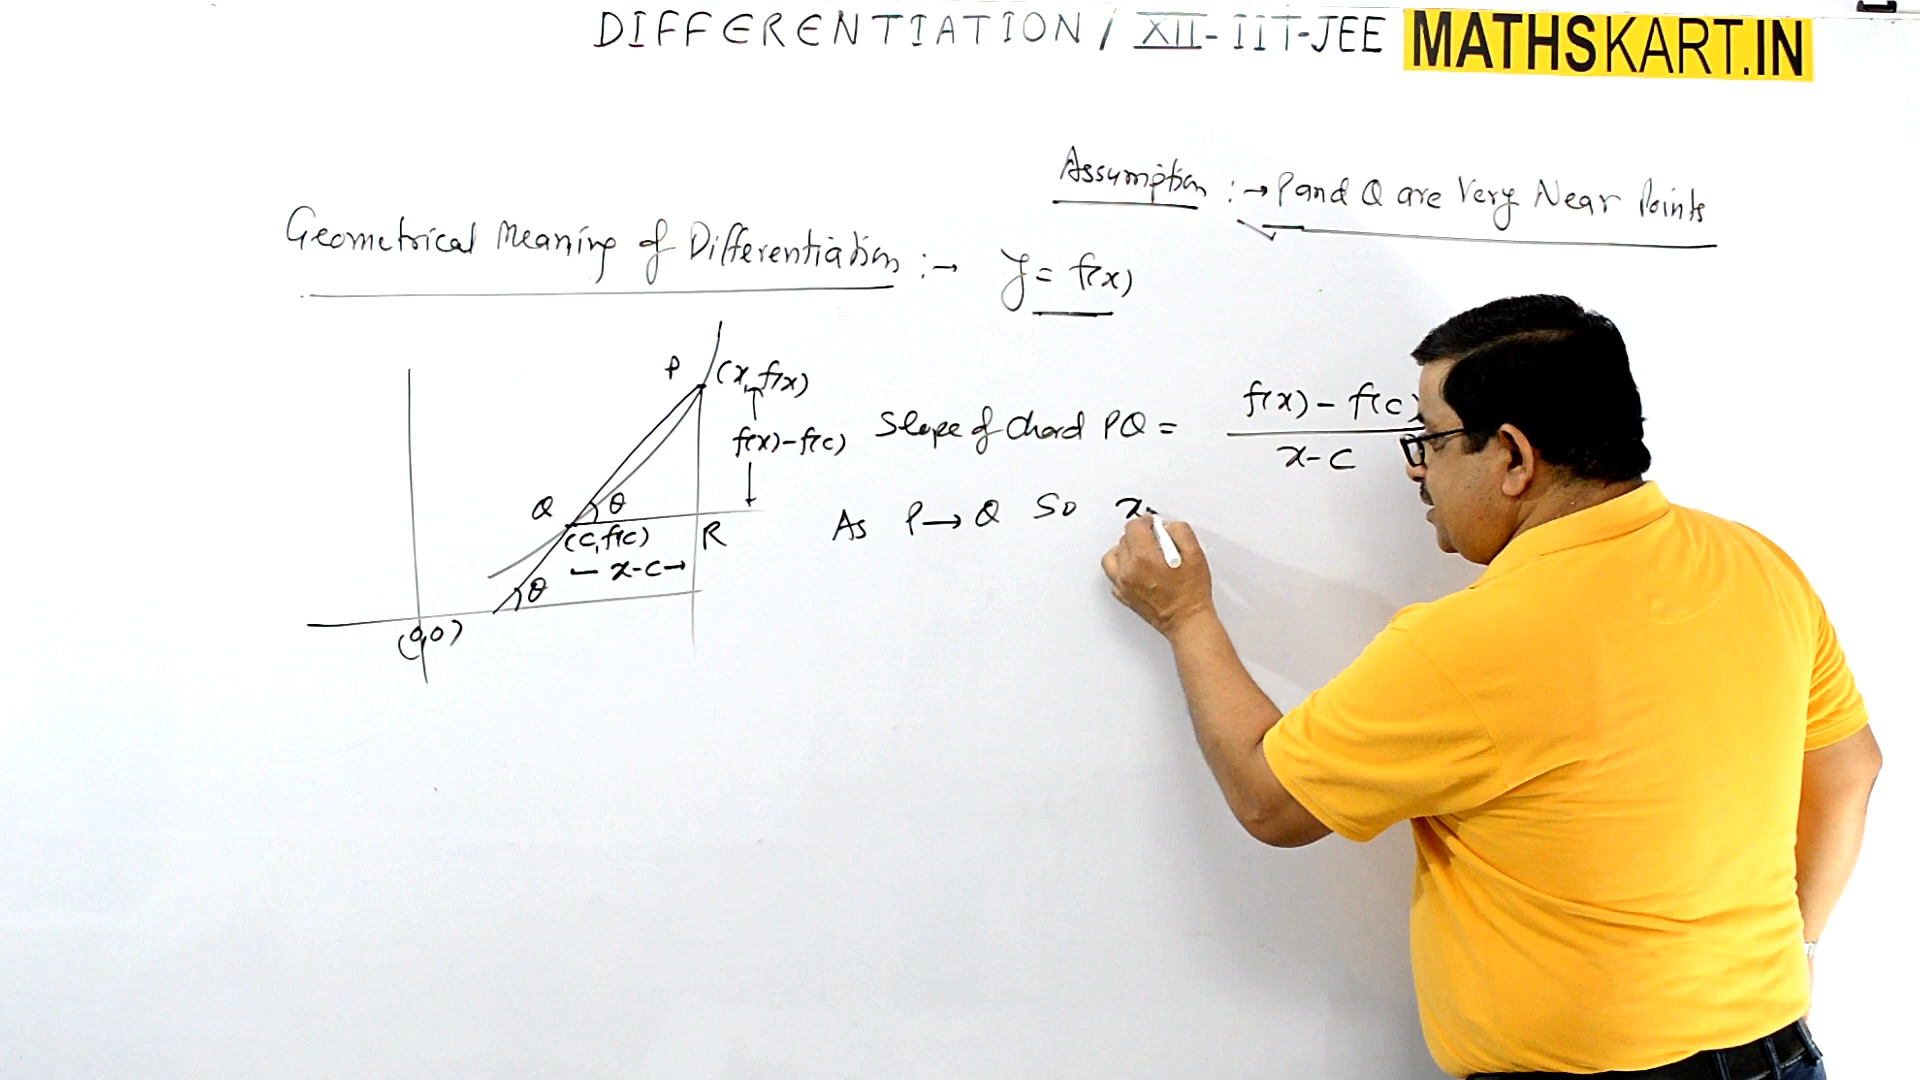 DIFFERENTIATION / XII - IIT-JEE MATHSKART.IN
Assumption :→ P and Q are Very Near Points
Geometrical Meaning of Differentiation :→ y = f(x)
P (x, f(x))
f(x)-f(c)
Slope of Chord PQ = f(x) - f(c) / x-c
Q θ
(c, f(c)) R
As P → Q So x
x-c
θ
(0,0)